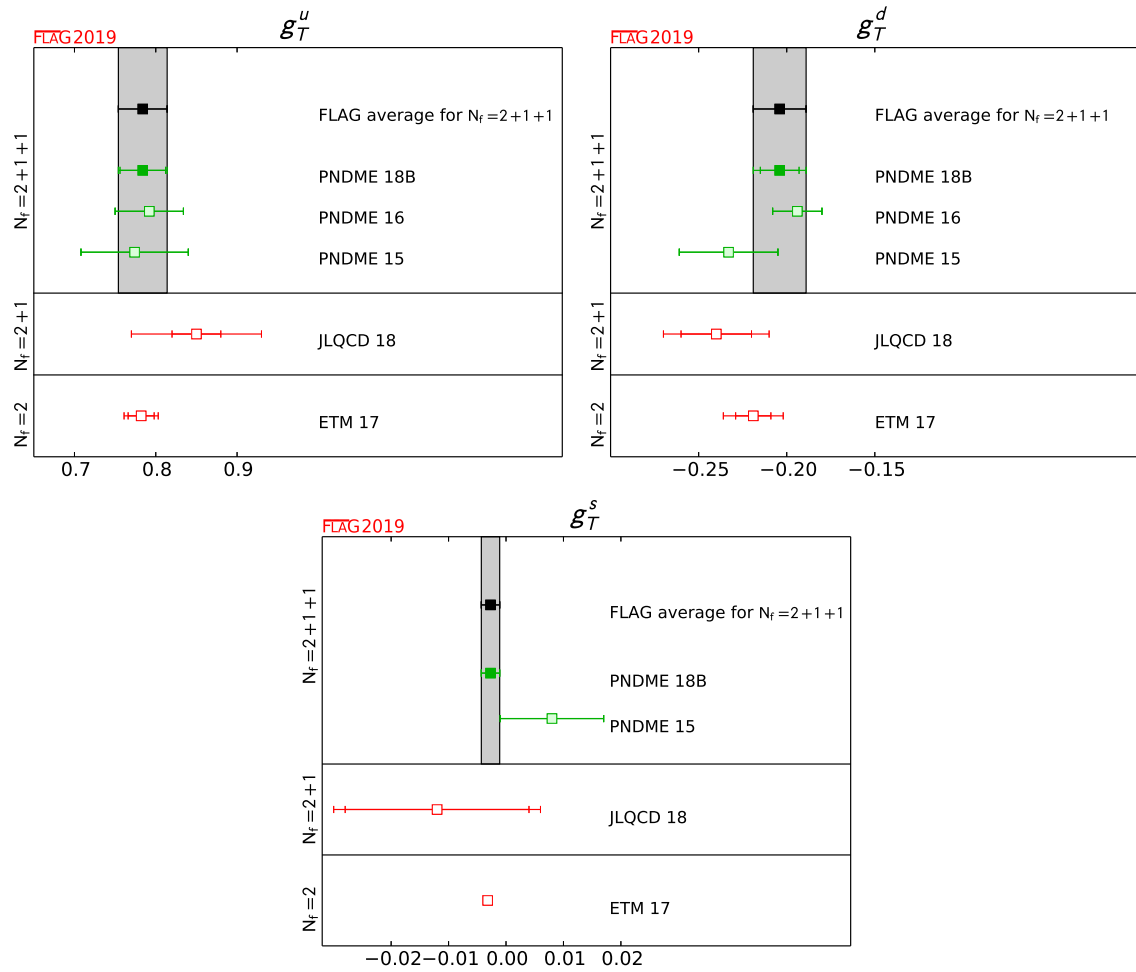 FLAG2019
g_T^u
N_f=2+1+1
FLAG average for N_f=2+1+1
PNDME 18B
PNDME 16
PNDME 15
N_f=2+1
JLQCD 18
N_f=2
ETM 17
0.7 0.8 0.9
FLAG2019
g_T^d
N_f=2+1+1
FLAG average for N_f=2+1+1
PNDME 18B
PNDME 16
PNDME 15
N_f=2+1
JLQCD 18
N_f=2
ETM 17
−0.25 −0.20 −0.15
FLAG2019
g_T^s
N_f=2+1+1
FLAG average for N_f=2+1+1
PNDME 18B
PNDME 15
N_f=2+1
JLQCD 18
N_f=2
ETM 17
−0.02 −0.01 0.00 0.01 0.02